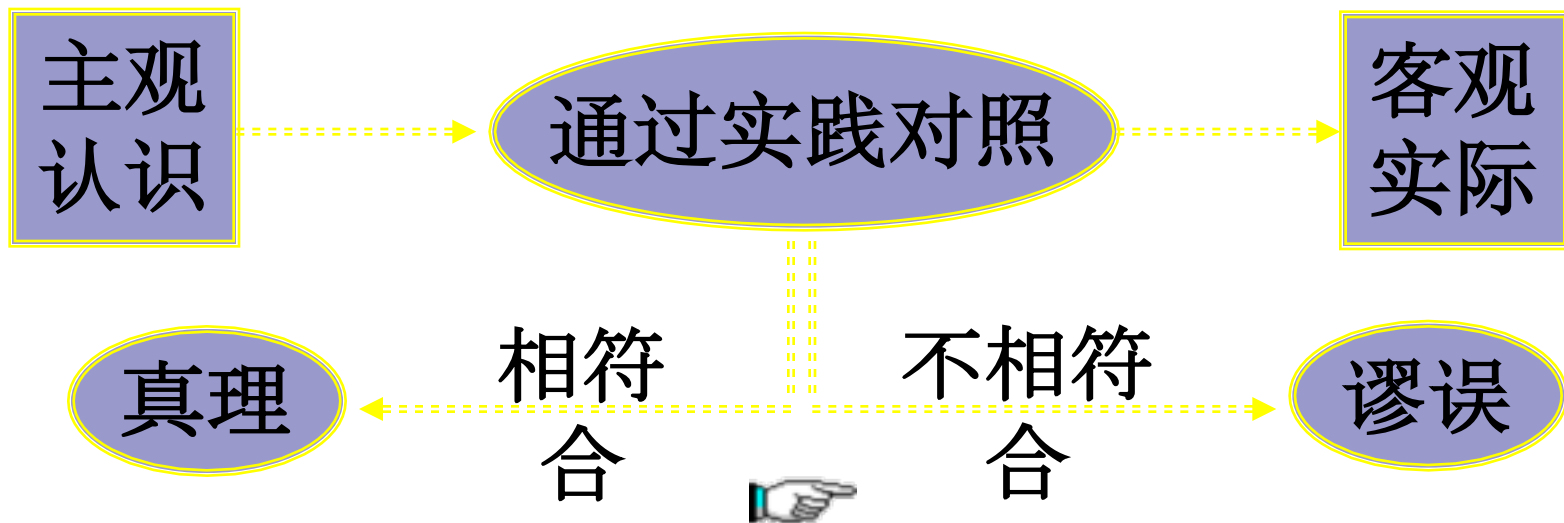 主观
认识
通过实践对照
客观
实际
真理
相符
合
不相符
合
谬误